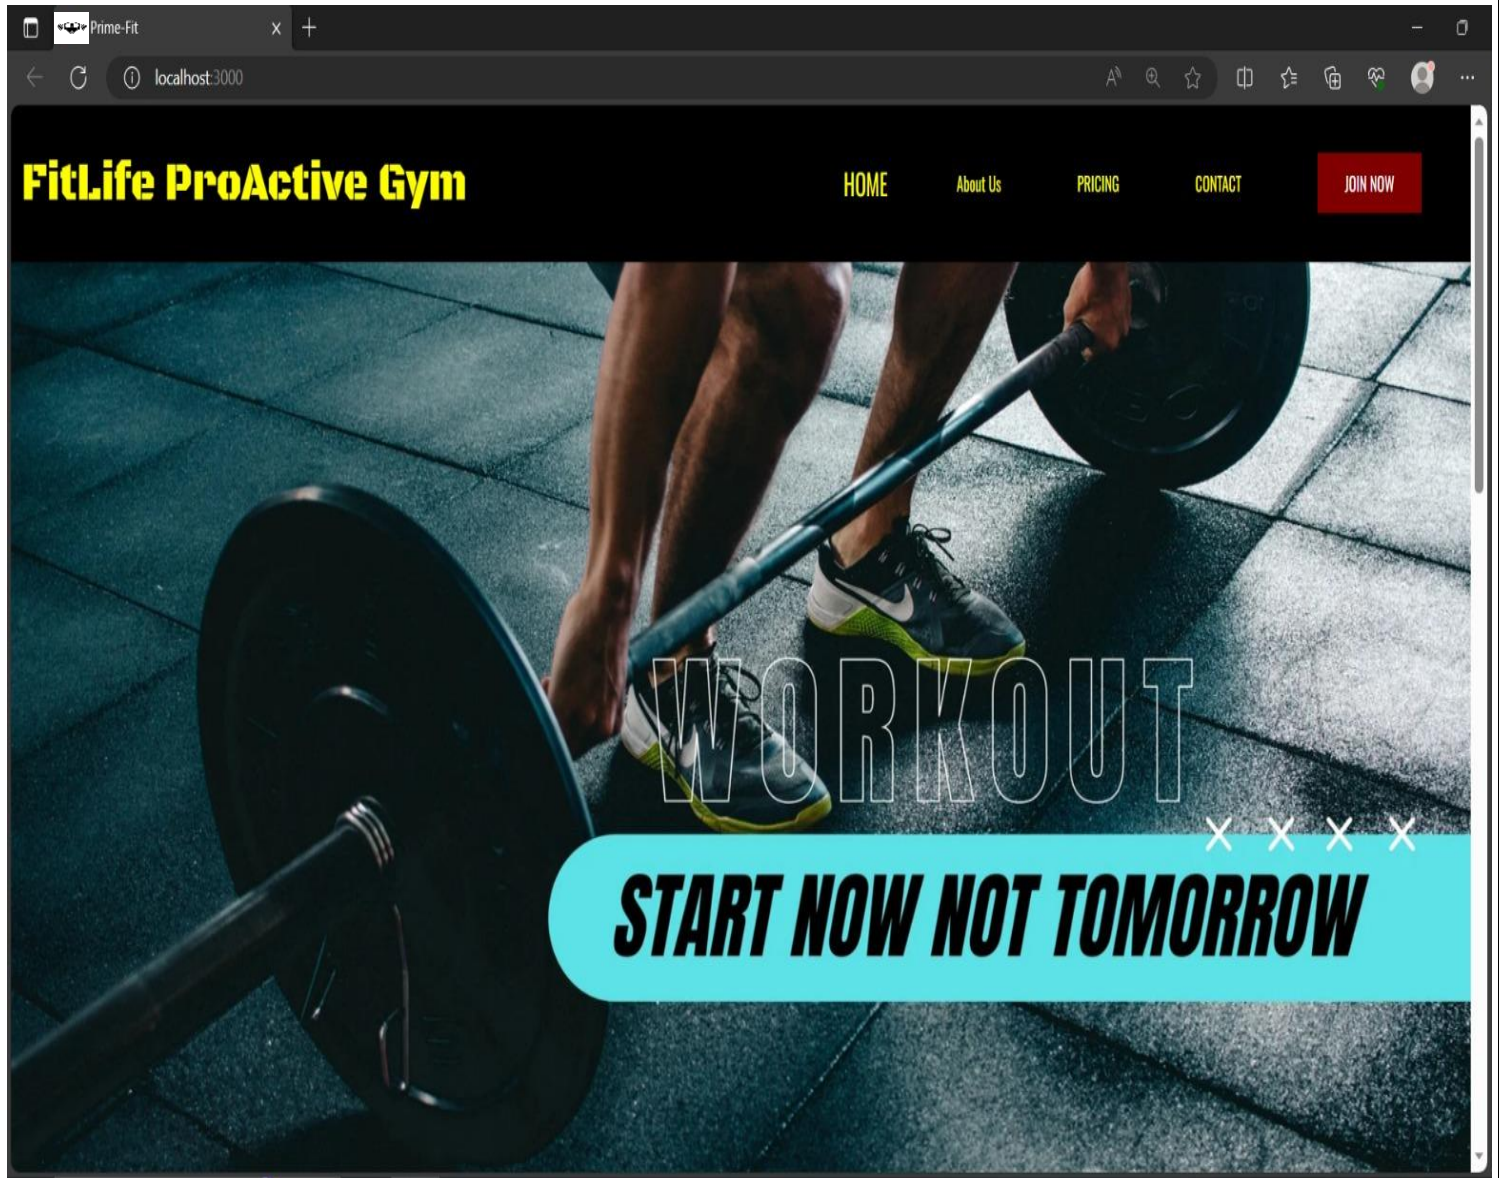 Prime-Fit
localhost:3000
FitLife ProActive Gym
HOME About Us PRICING CONTACT JOIN NOW
WORKOUT
START NOW NOT TOMORROW